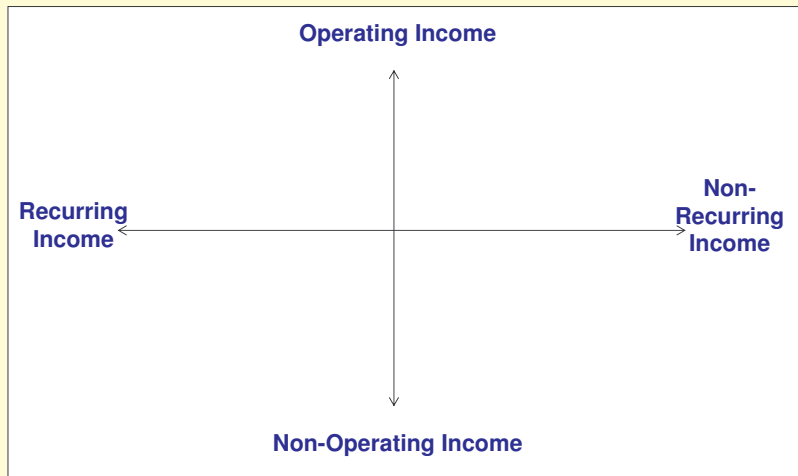 Operating Income
Recurring
Income
Non-
Recurring
Income
Non-Operating Income